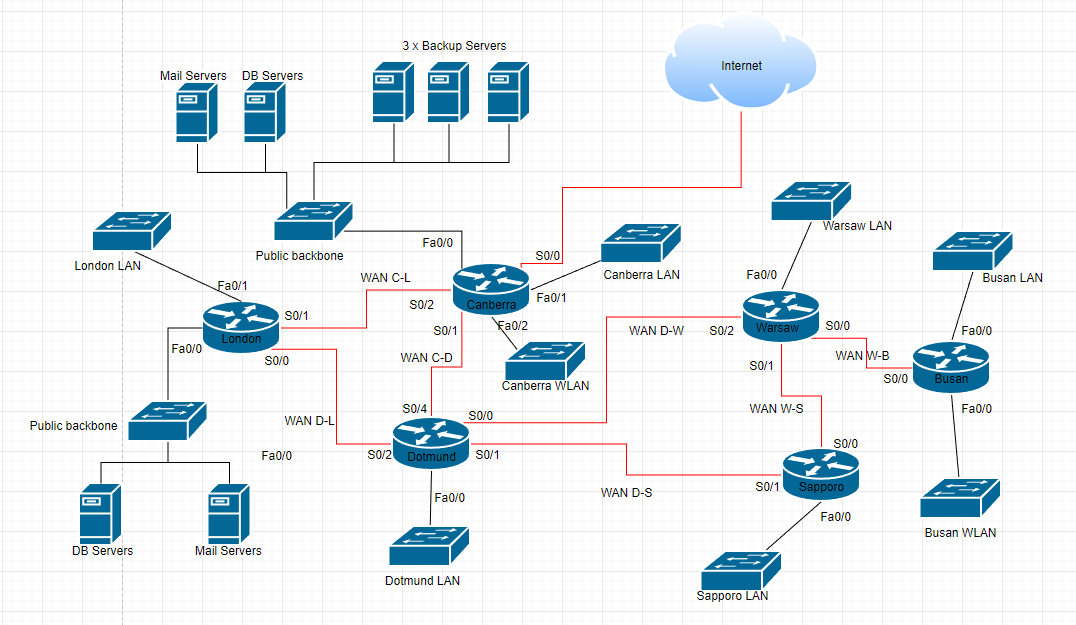 3 x Backup Servers
Mail Servers
DB Servers
Internet
Warsaw LAN
London LAN
Public backbone
Fa0/0
S0/0
Canberra LAN
Busan LAN
WAN C-L
Fa0/1
Fa0/1
S0/2
Canberra
Fa0/0
S0/1
Fa0/2
S0/1
London
Fa0/0
S0/0
WAN C-D
Canberra WLAN
WAN D-W
S0/2
Warsaw
S0/0
Fa0/0
WAN W-B
S0/1
S0/0
Busan
Public backbone
WAN D-L
S0/4
S0/0
WAN W-S
Fa0/0
Fa0/0
S0/2
Dotmund
S0/1
S0/0
S0/1
Sapporo
WAN D-S
Fa0/0
Fa0/0
DB Servers
Mail Servers
Busan WLAN
Dotmund LAN
Sapporo LAN